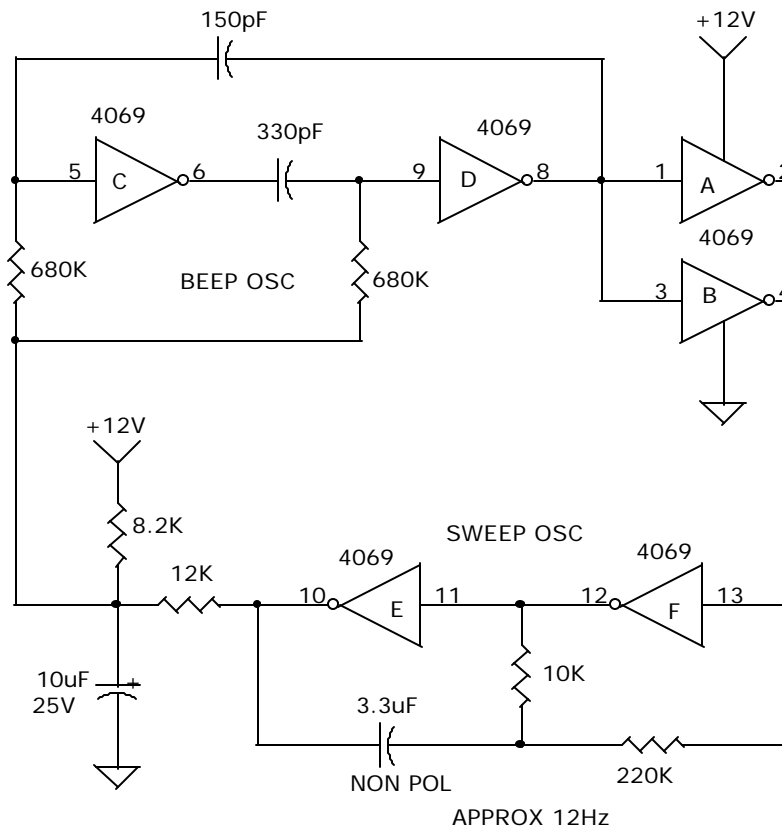 150pF
+12V
4069
330pF
4069
5
C
6
9
D
8
1
A
2
4069
680K
BEEP OSC
680K
3
B
4
+12V
8.2K
SWEEP OSC
12K
4069
4069
10
E
11
12
F
13
10uF
+
25V
3.3uF
10K
NON POL
220K
APPROX 12Hz